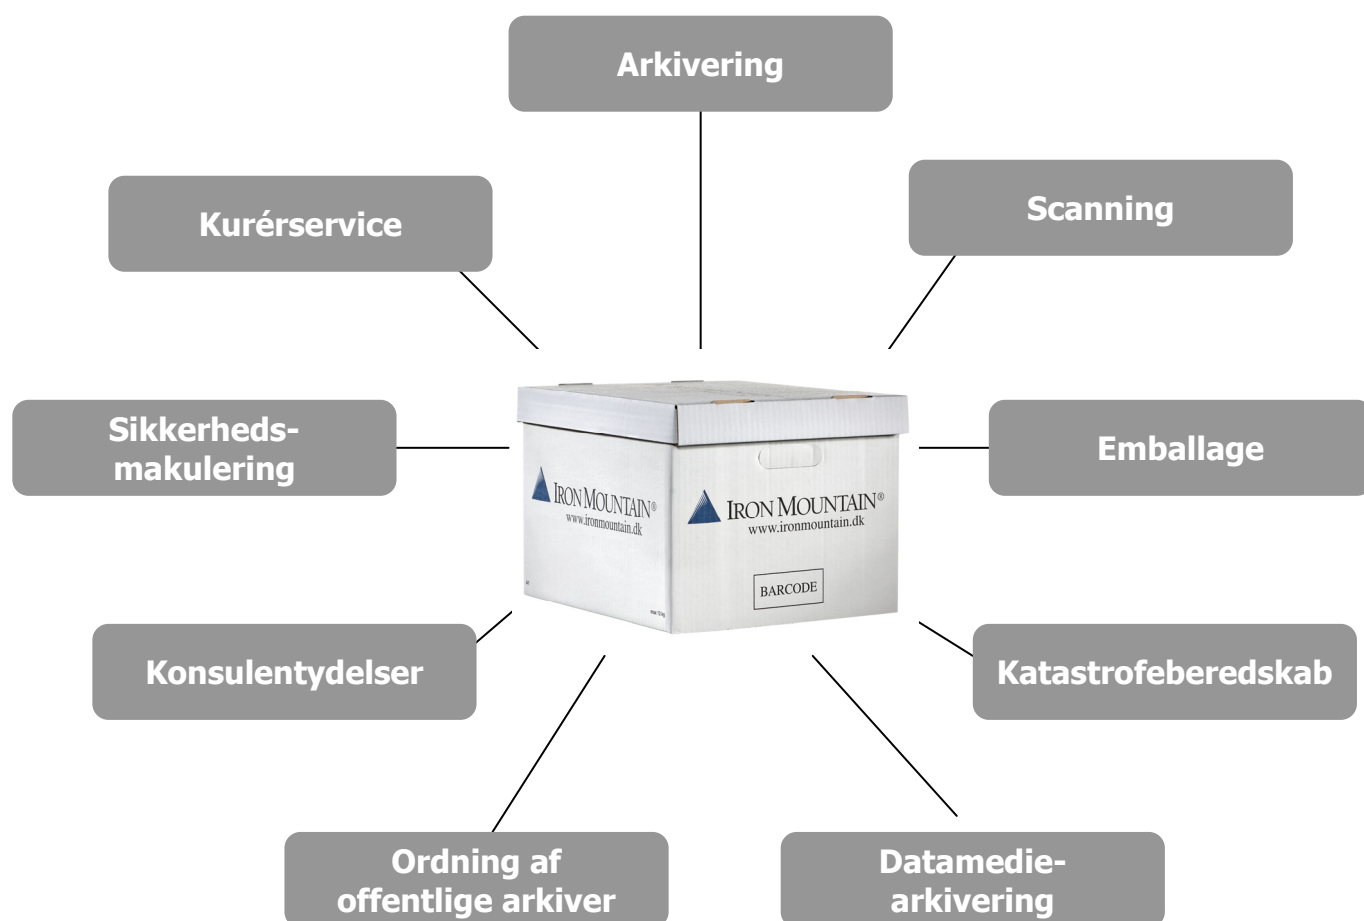 Arkivering
Scanning
Kurérservice
Sikkerheds-
makulering
Emballage
IRON MOUNTAIN®
www.ironmountain.dk
IRON MOUNTAIN®
www.ironmountain.dk
BARCODE
Konsulentydelser
Katastrofeberedskab
Ordning af
offentlige arkiver
Datamedie-
arkivering